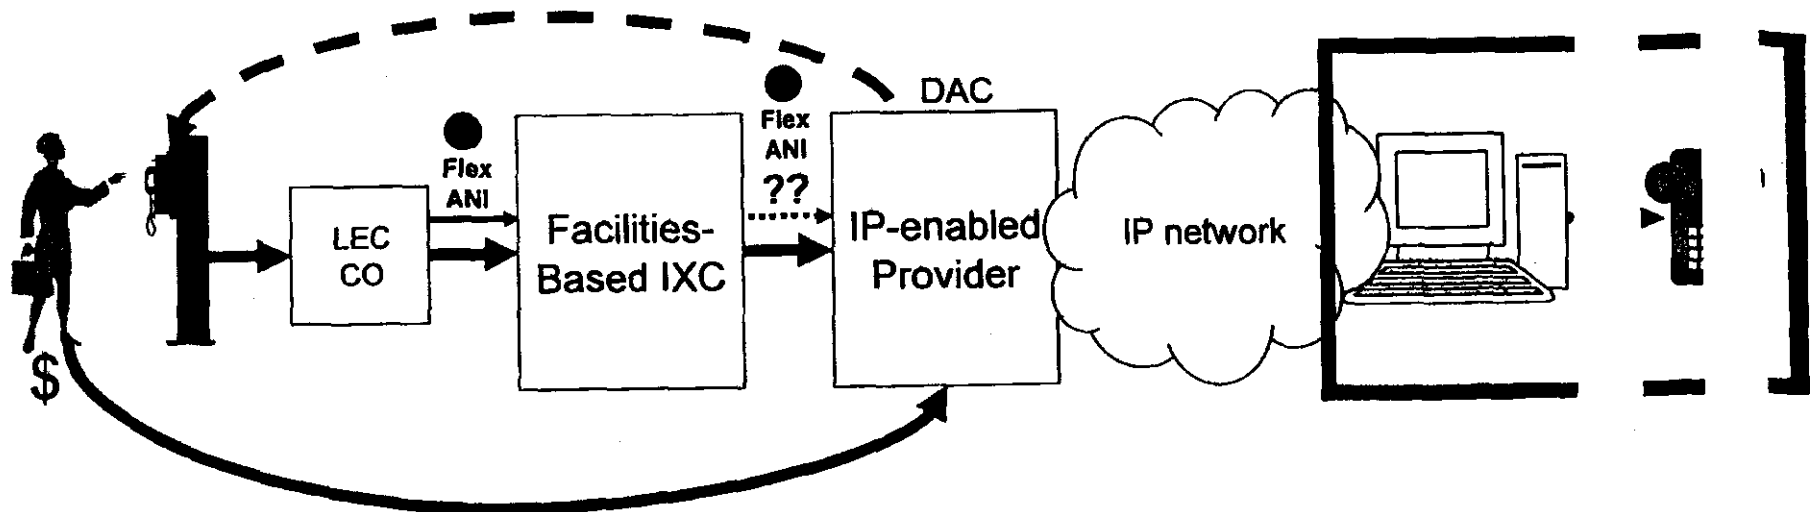 DAC
Flex
ANI
??
Flex
ANI
LEC
CO
Facilities-
Based IXC
IP-enabled
Provider
IP network
$